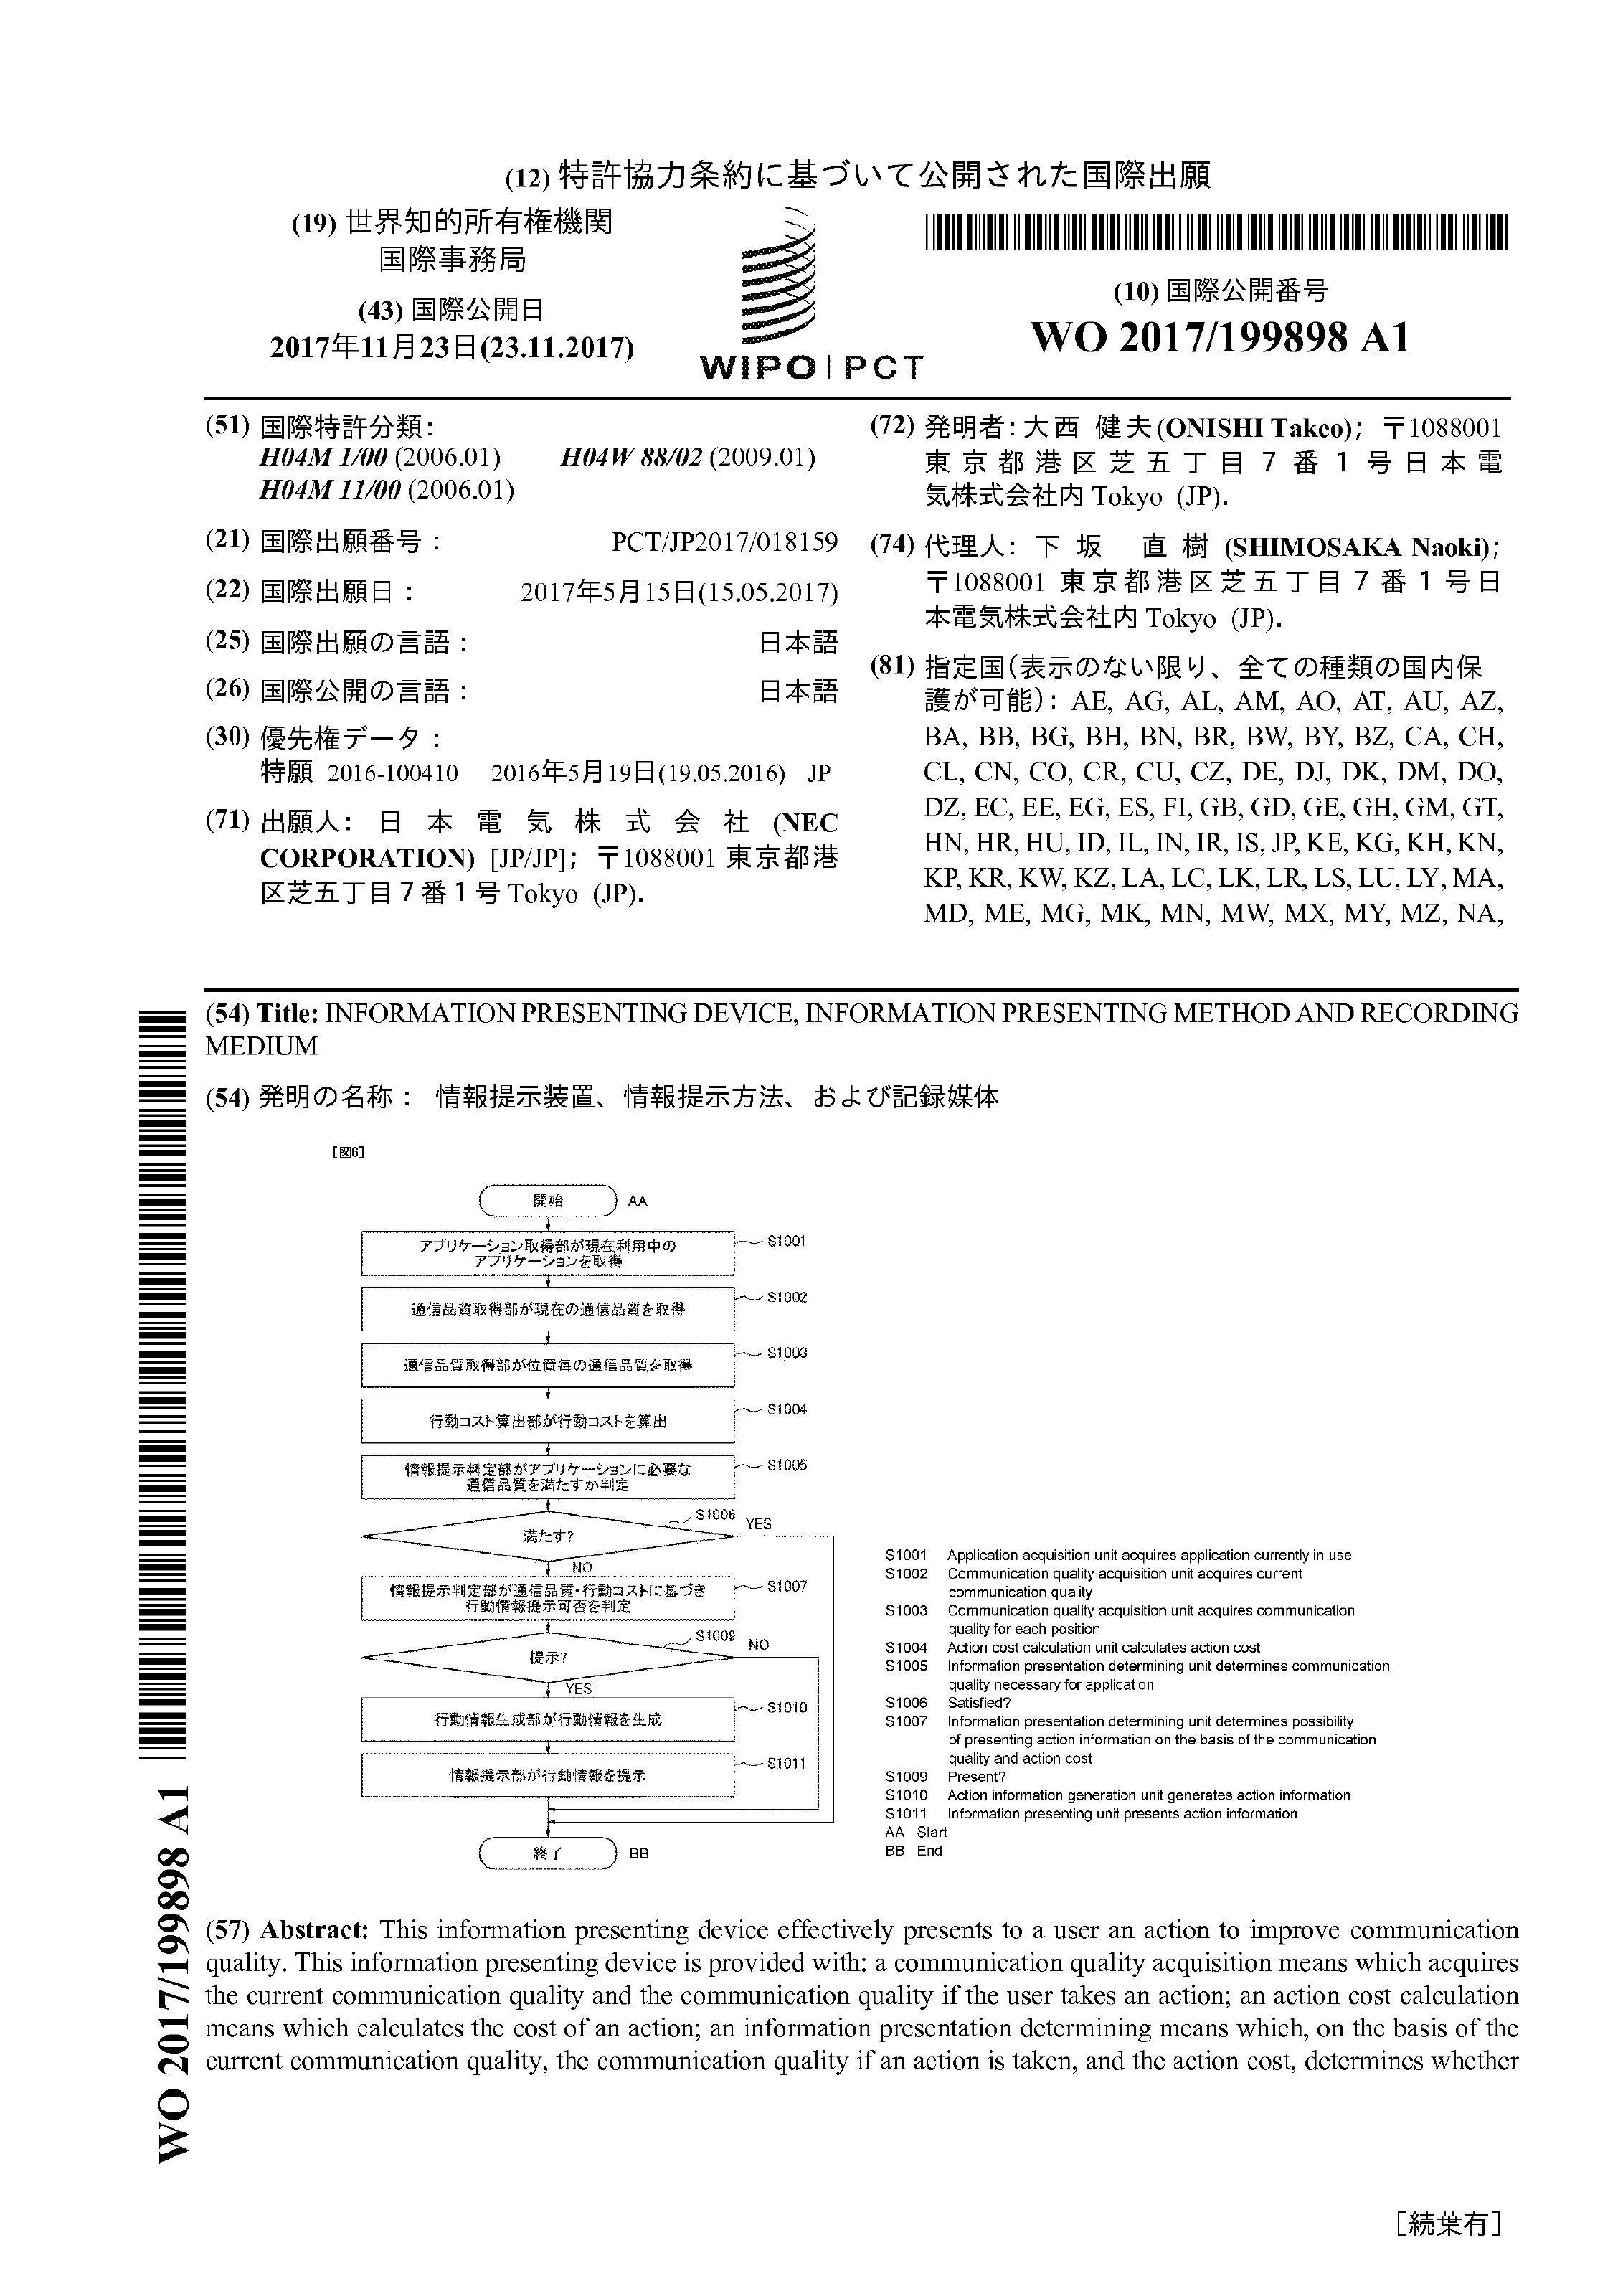 (12) 特許協力条約に基づいて公開された国際出願
(19) 世界知的所有権機関
国際事務局
(43) 国際公開日
2017年11月23日(23.11.2017)
WIPO | PCT
(10) 国際公開番号
WO 2017/199898 A1
(51) 国際特許分類:
H04M 1/00 (2006.01) H04W 88/02 (2009.01)
H04M 11/00 (2006.01)
(21) 国際出願番号: PCT/JP2017/018159
(22) 国際出願日: 2017年5月15日(15.05.2017)
(25) 国際出願の言語: 日本語
(26) 国際公開の言語: 日本語
(30) 優先権データ:
特願 2016-100410 2016年5月19日(19.05.2016) JP
(71) 出願人: 日本電気株式会社 (NEC
CORPORATION) [JP/JP]; 〒1088001 東京都港
区芝五丁目7番1号 Tokyo (JP).
(72) 発明者: 大西 健夫(ONISHI Takeo); 〒1088001
東京都港区芝五丁目7番1号日本電
気株式会社内 Tokyo (JP).
(74) 代理人: 下坂 直樹 (SHIMOSAKA Naoki);
〒1088001 東京都港区芝五丁目7番1号日
本電気株式会社内 Tokyo (JP).
(81) 指定国(表示のない限り、全ての種類の国内保
護が可能): AE, AG, AL, AM, AO, AT, AU, AZ,
BA, BB, BG, BH, BN, BR, BW, BY, BZ, CA, CH,
CL, CN, CO, CR, CU, CZ, DE, DJ, DK, DM, DO,
DZ, EC, EE, EG, ES, FI, GB, GD, GE, GH, GM, GT,
HN, HR, HU, ID, IL, IN, IR, IS, JP, KE, KG, KH, KN,
KP, KR, KW, KZ, LA, LC, LK, LR, LS, LU, LY, MA,
MD, ME, MG, MK, MN, MW, MX, MY, MZ, NA,
(54) Title: INFORMATION PRESENTING DEVICE, INFORMATION PRESENTING METHOD AND RECORDING
MEDIUM
(54) 発明の名称: 情報提示装置、情報提示方法、および記録媒体
[図6]
開始 AA
アプリケーション取得部が現在利用中の
アプリケーションを取得
S1001
通信品質取得部が現在の通信品質を取得
S1002
通信品質取得部が位置毎の通信品質を取得
S1003
行動コスト算出部が行動コストを算出
S1004
情報提示判定部がアプリケーションに必要な
通信品質を満たすか判定
S1005
満たす?
S1006
YES
NO
情報提示判定部が通信品質・行動コストに基づき
行動情報提示可否を判定
S1007
提示?
S1009
NO
YES
行動情報生成部が行動情報を生成
S1010
情報提示部が行動情報を提示
S1011
終了 BB
S1001 Application acquisition unit acquires application currently in use
S1002 Communication quality acquisition unit acquires current
communication quality
S1003 Communication quality acquisition unit acquires communication
quality for each position
S1004 Action cost calculation unit calculates action cost
S1005 Information presentation determining unit determines communication
quality necessary for application
S1006 Satisfied?
S1007 Information presentation determining unit determines possibility
of presenting action information on the basis of the communication
quality and action cost
S1009 Present?
S1010 Action information generation unit generates action information
S1011 Information presenting unit presents action information
AA Start
BB End
(57) Abstract: This information presenting device effectively presents to a user an action to improve communication
quality. This information presenting device is provided with: a communication quality acquisition means which acquires
the current communication quality and the communication quality if the user takes an action; an action cost calculation
means which calculates the cost of an action; an information presentation determining means which, on the basis of the
current communication quality, the communication quality if an action is taken, and the action cost, determines whether
WO 2017/199898 A1
[続葉有]